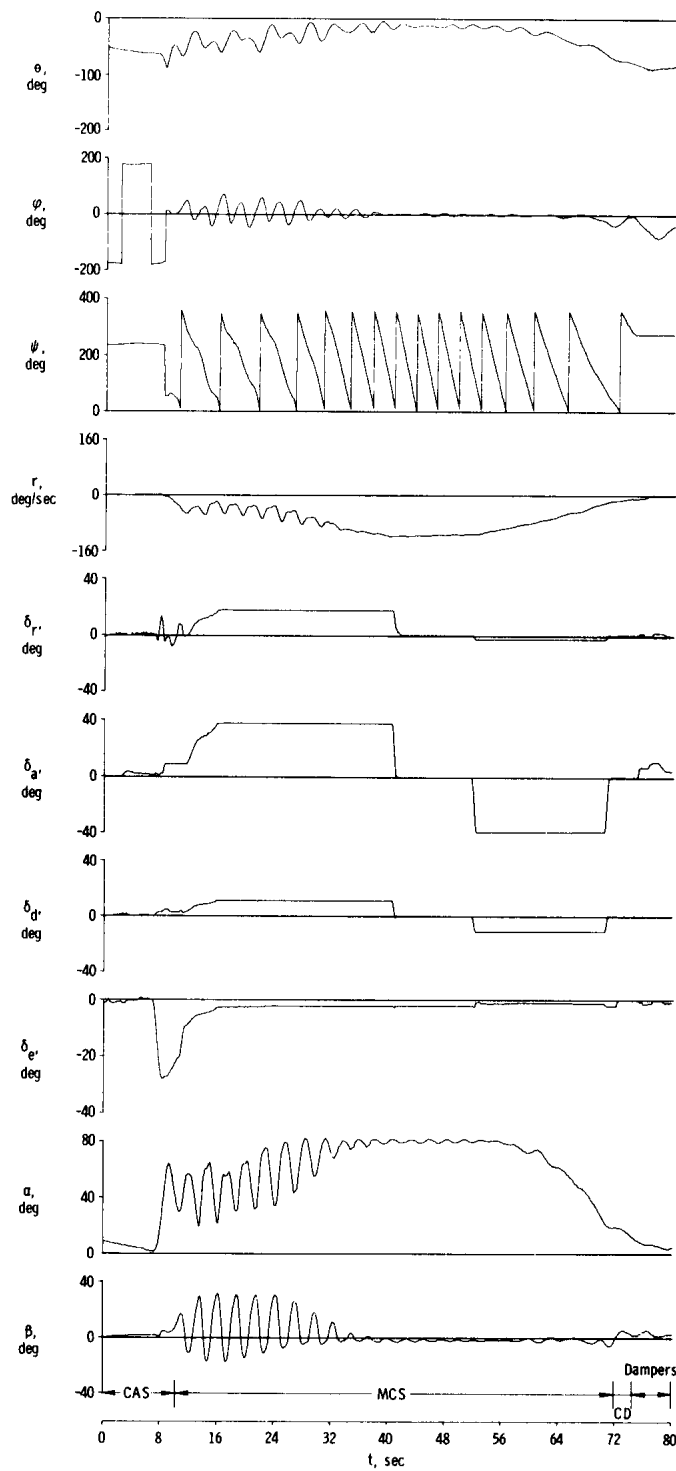 0
-100
-200
θ,
deg
200
0
-200
φ,
deg
400
200
0
ψ,
deg
160
0
-160
r,
deg/sec
40
0
-40
δr,
deg
40
0
-40
δa,
deg
40
0
-40
δd,
deg
0
-20
-40
δe,
deg
80
40
0
α,
deg
40
0
-40
β,
deg
Dampers
CAS
MCS
CD
0 8 16 24 32 40 48 56 64 72 80
t, sec